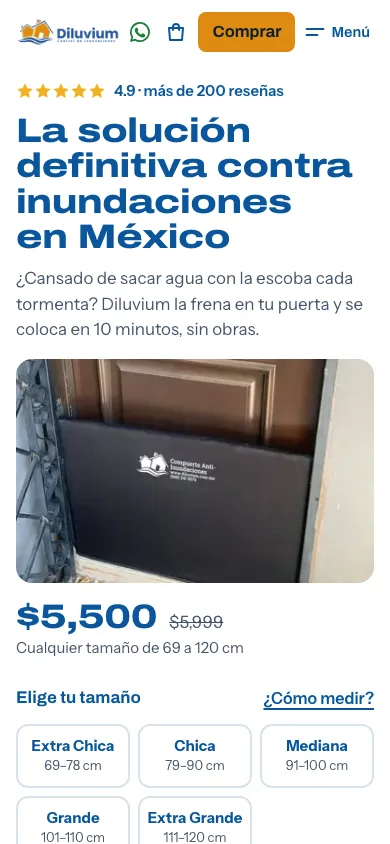 Diluvium
Comprar
Menú
4.9 · más de 200 reseñas
La solución
definitiva contra
inundaciones
en México
¿Cansado de sacar agua con la escoba cada
tormenta? Diluvium la frena en tu puerta y se
coloca en 10 minutos, sin obras.
Compuerta Anti-
Inundaciones
www.diluvium.com.mx
$5,500 $5,999
Cualquier tamaño de 69 a 120 cm
Elige tu tamaño
¿Cómo medir?
Extra Chica
69–78 cm
Chica
79–90 cm
Mediana
91–100 cm
Grande
101–110 cm
Extra Grande
111–120 cm